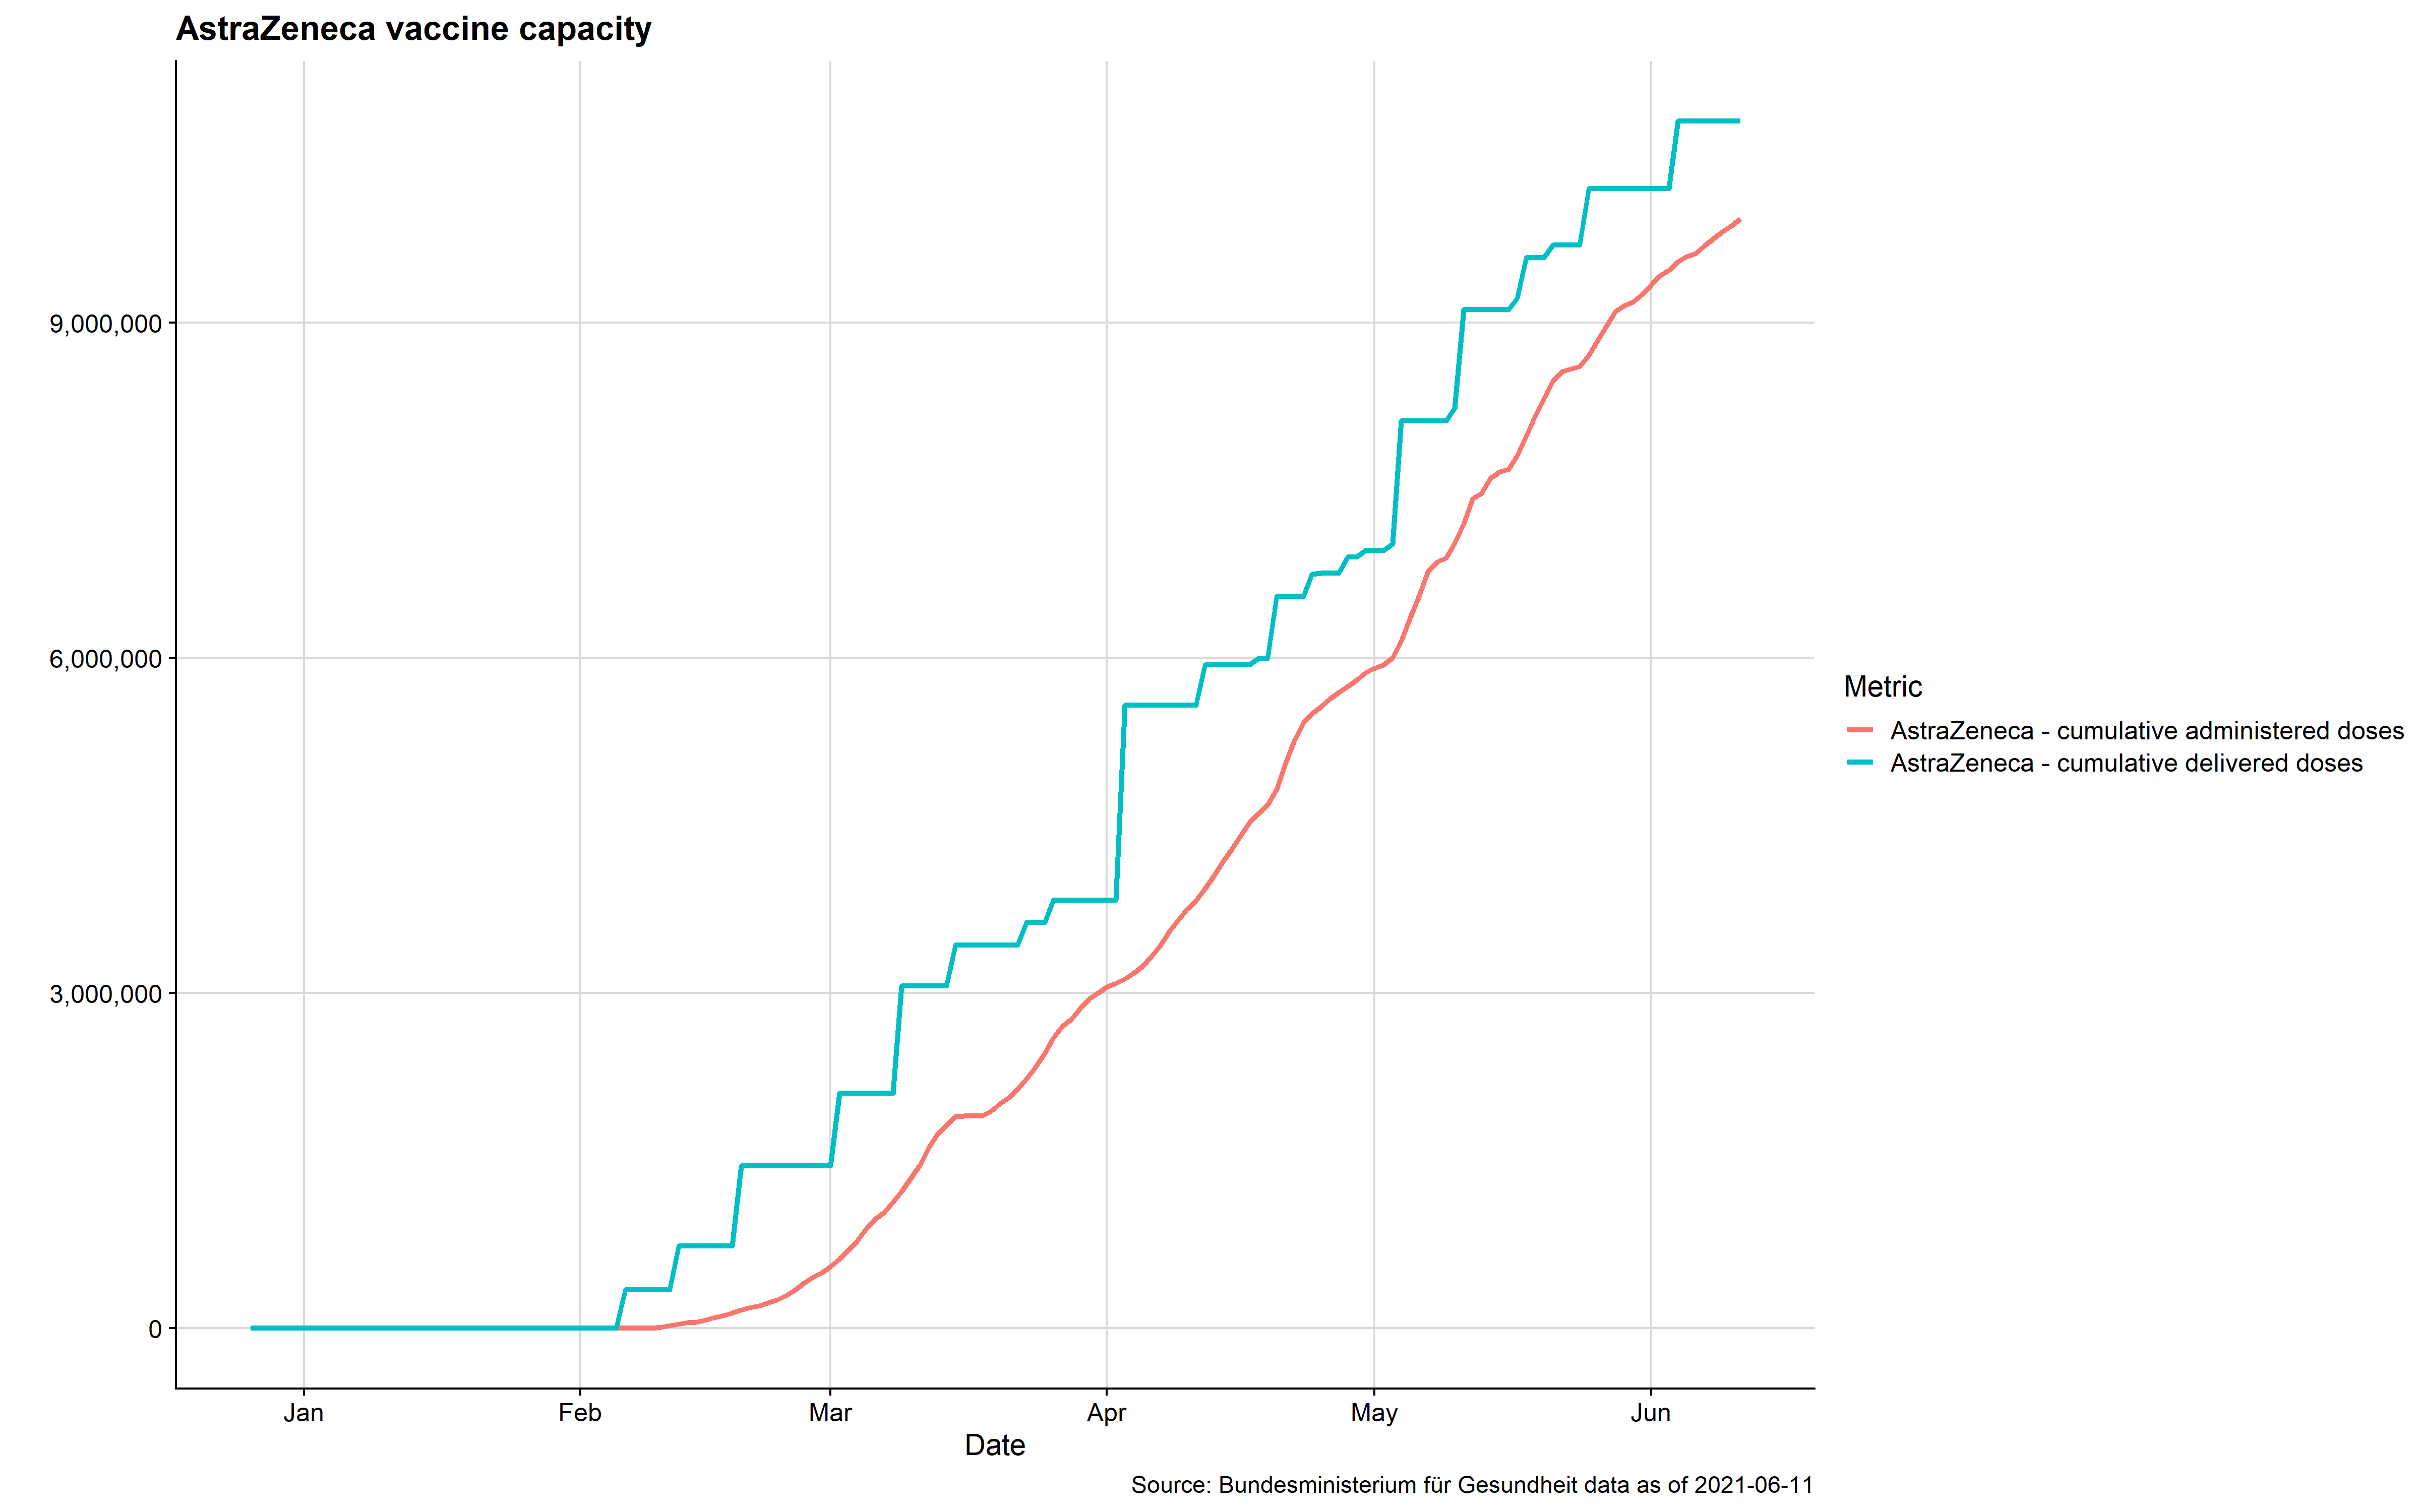 AstraZeneca vaccine capacity
9,000,000
6,000,000
3,000,000
0
Jan Feb Mar Apr May Jun
Date
Metric
AstraZeneca - cumulative administered doses
AstraZeneca - cumulative delivered doses
Source: Bundesministerium für Gesundheit data as of 2021-06-11